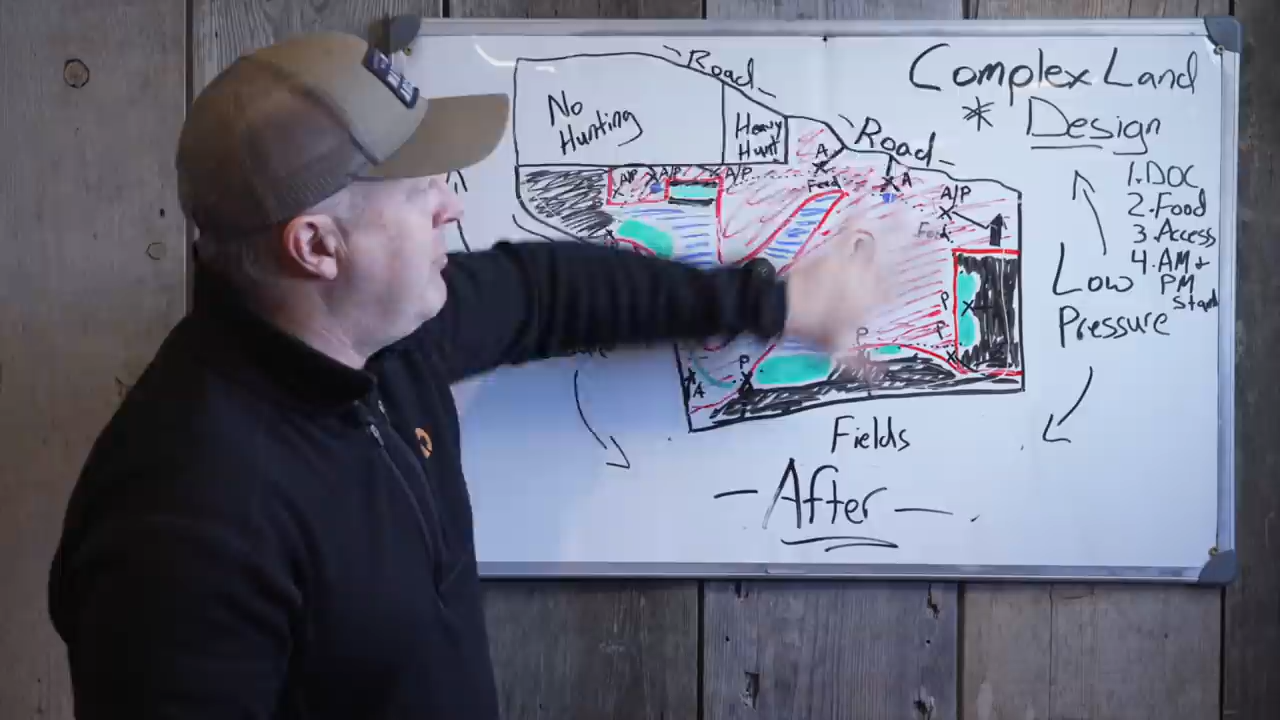 Complex Land
* Design
1. DOC
2. Food
3. Access
4. AM +
PM
Stand
Low
Pressure
Road
Road
No
Hunting
Heavy
Hunt
A/P
A/P
A/P
A
A
A/P
Food
P
P
P
P
A
Fields
- After -